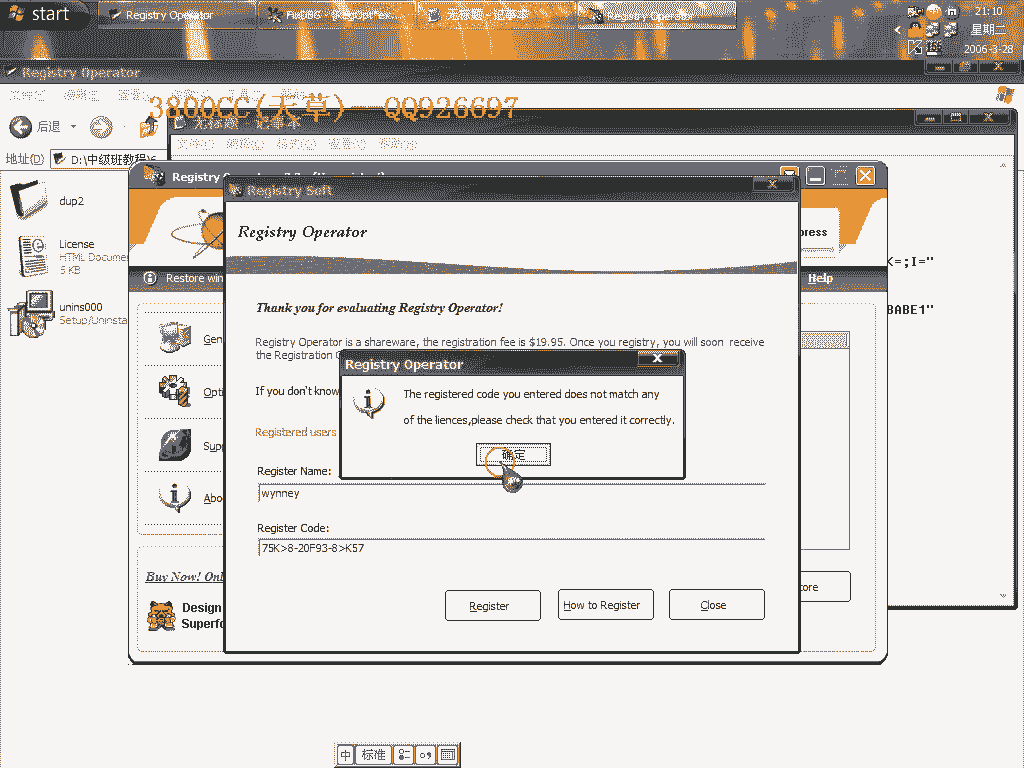 start
Registry Operator
无标题 - 记事本
Registry Operator
21:10
星期二
2006-3-28
Registry Operator
3800CC(天草) - QQ926697
后退
无标题 - 记事本
地址(D)
D:\中级班教程\6
dup2
License
HTML Docume
5 KB
unins000
Setup/Uninsta
Registry Soft
Registry Operator
press
<=;I="
Restore win
Help
Thank you for evaluating Registry Operator!
BABE1"
Gen
Registry Operator is a shareware, the registration fee is $19.95. Once you registry, you will soon receive
the Registration
Registry Operator
If you don't know
The registered code you entered does not match any
of the liences,please check that you entered it correctly.
Opti
Registered users
Supp
确定
Register Name:
wynney
Abo
Register Code:
75K>8-20F93-8>K57
Buy Now! Onl
Design
Superfo
Register
How to Register
Close
tore
中
标准